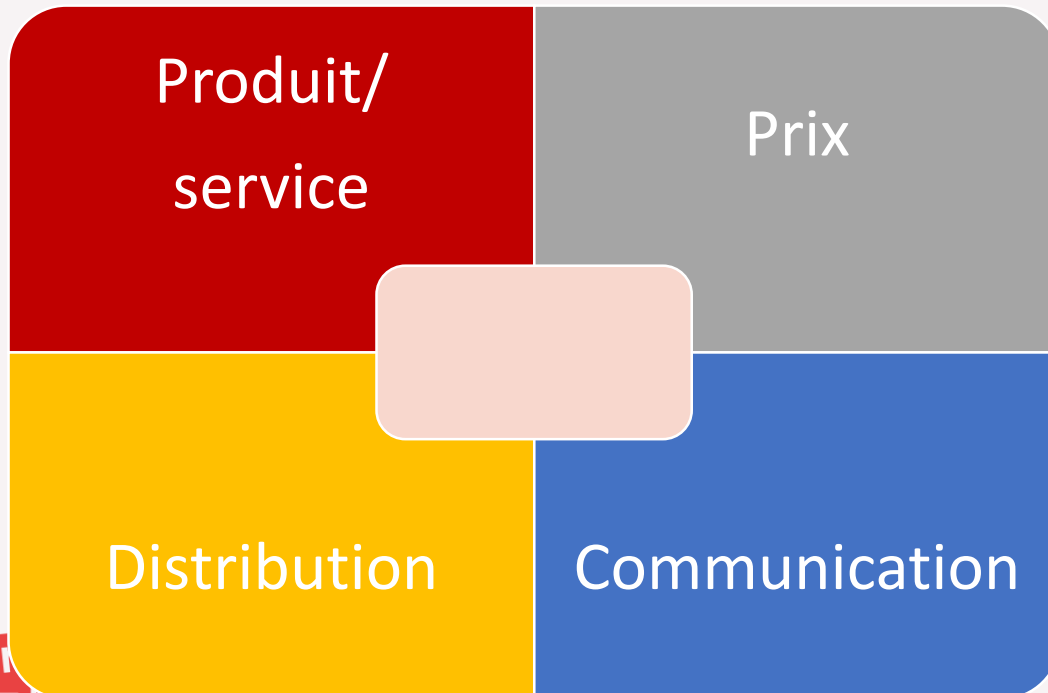 Produit/
service
Prix
Distribution
Communication